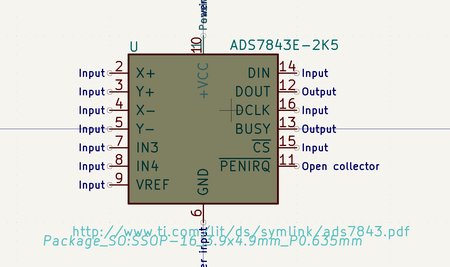 Power
10
U ADS7843E-2K5
+VCC
Input 2 X+ DIN 14 Input
Input 3 Y+ DOUT 12 Output
Input 4 X- DCLK 16 Input
Input 5 Y- BUSY 13 Output
Input 7 IN3 CS 15 Input
Input 8 IN4 PENIRQ 11 Open collector
Input 9 VREF
GND
6
http://www.ti.com/lit/ds/symlink/ads7843.pdf
Package_SO:SSOP-16_3.9x4.9mm_P0.635mm